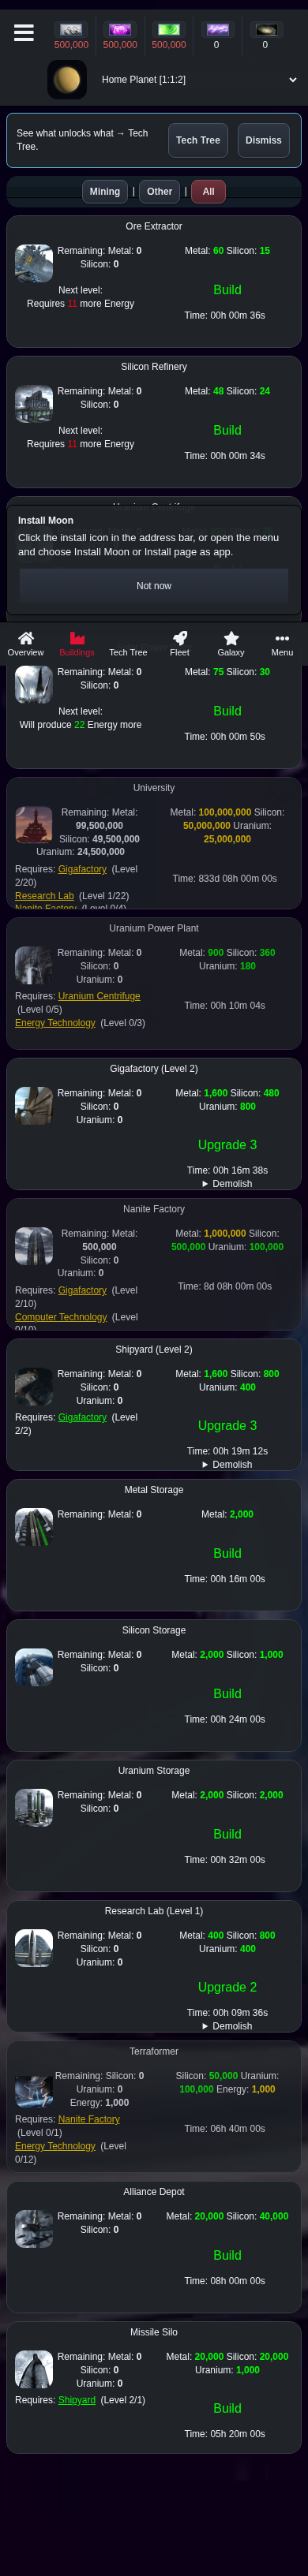 500,000 500,000 500,000 0 0
Home Planet [1:1:2]
See what unlocks what → Tech Tree.
Tech Tree Dismiss
Mining | Other | All
Ore Extractor
Remaining: Metal: 0
Silicon: 0
Next level:
Requires 11 more Energy
Metal: 60 Silicon: 15
Build
Time: 00h 00m 36s
Silicon Refinery
Remaining: Metal: 0
Silicon: 0
Next level:
Requires 11 more Energy
Metal: 48 Silicon: 24
Build
Time: 00h 00m 34s
Install Moon
Click the install icon in the address bar, or open the menu
and choose Install Moon or Install page as app.
Not now
Overview Buildings Tech Tree Fleet Galaxy Menu
Remaining: Metal: 0
Silicon: 0
Next level:
Will produce 22 Energy more
Metal: 75 Silicon: 30
Build
Time: 00h 00m 50s
University
Remaining: Metal:
99,500,000
Silicon: 49,500,000
Uranium: 24,500,000
Requires: Gigafactory (Level
2/20)
Research Lab (Level 1/22)
Nanite Factory (Level 0/4)
Metal: 100,000,000 Silicon:
50,000,000 Uranium:
25,000,000
Time: 833d 08h 00m 00s
Uranium Power Plant
Remaining: Metal: 0
Silicon: 0
Uranium: 0
Requires: Uranium Centrifuge
(Level 0/5)
Energy Technology (Level 0/3)
Metal: 900 Silicon: 360
Uranium: 180
Time: 00h 10m 04s
Gigafactory (Level 2)
Remaining: Metal: 0
Silicon: 0
Uranium: 0
Metal: 1,600 Silicon: 480
Uranium: 800
Upgrade 3
Time: 00h 16m 38s
▶ Demolish
Nanite Factory
Remaining: Metal:
500,000
Silicon: 0
Uranium: 0
Requires: Gigafactory (Level
2/10)
Computer Technology (Level
0/10)
Metal: 1,000,000 Silicon:
500,000 Uranium: 100,000
Time: 8d 08h 00m 00s
Shipyard (Level 2)
Remaining: Metal: 0
Silicon: 0
Uranium: 0
Requires: Gigafactory (Level
2/2)
Metal: 1,600 Silicon: 800
Uranium: 400
Upgrade 3
Time: 00h 19m 12s
▶ Demolish
Metal Storage
Remaining: Metal: 0
Metal: 2,000
Build
Time: 00h 16m 00s
Silicon Storage
Remaining: Metal: 0
Silicon: 0
Metal: 2,000 Silicon: 1,000
Build
Time: 00h 24m 00s
Uranium Storage
Remaining: Metal: 0
Silicon: 0
Metal: 2,000 Silicon: 2,000
Build
Time: 00h 32m 00s
Research Lab (Level 1)
Remaining: Metal: 0
Silicon: 0
Uranium: 0
Metal: 400 Silicon: 800
Uranium: 400
Upgrade 2
Time: 00h 09m 36s
▶ Demolish
Terraformer
Remaining: Silicon: 0
Uranium: 0
Energy: 1,000
Requires: Nanite Factory
(Level 0/1)
Energy Technology (Level
0/12)
Silicon: 50,000 Uranium:
100,000 Energy: 1,000
Time: 06h 40m 00s
Alliance Depot
Remaining: Metal: 0
Silicon: 0
Metal: 20,000 Silicon: 40,000
Build
Time: 08h 00m 00s
Missile Silo
Remaining: Metal: 0
Silicon: 0
Uranium: 0
Requires: Shipyard (Level 2/1)
Metal: 20,000 Silicon: 20,000
Uranium: 1,000
Build
Time: 05h 20m 00s